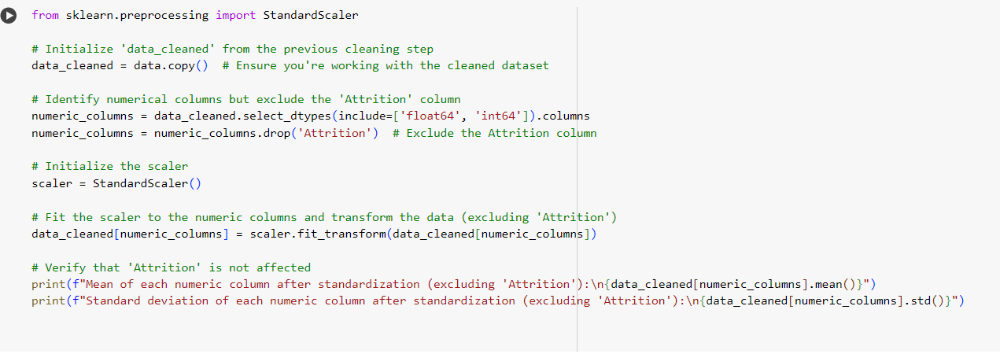 from sklearn.preprocessing import StandardScaler
# Initialize 'data_cleaned' from the previous cleaning step
data_cleaned = data.copy()  # Ensure you're working with the cleaned dataset
# Identify numerical columns but exclude the 'Attrition' column
numeric_columns = data_cleaned.select_dtypes(include=['float64', 'int64']).columns
numeric_columns = numeric_columns.drop('Attrition')  # Exclude the Attrition column
# Initialize the scaler
scaler = StandardScaler()
# Fit the scaler to the numeric columns and transform the data (excluding 'Attrition')
data_cleaned[numeric_columns] = scaler.fit_transform(data_cleaned[numeric_columns])
# Verify that 'Attrition' is not affected
print(f"Mean of each numeric column after standardization (excluding 'Attrition'):\n{data_cleaned[numeric_columns].mean()}")
print(f"Standard deviation of each numeric column after standardization (excluding 'Attrition'):\n{data_cleaned[numeric_columns].std()}")